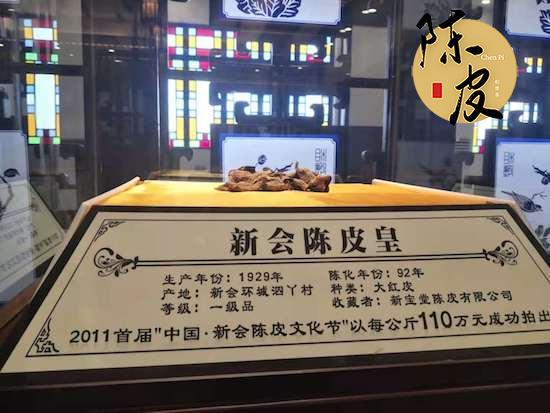 陈皮
Chen Pi
新会陈皮皇
生产年份：1929年 陈化年份：92年
产地：新会环城泗丫村 种类：大红皮
等级：一级品 收藏者：新宝堂陈皮有限公司
2011首届"中国·新会陈皮文化节"以每公斤110万元成功拍出